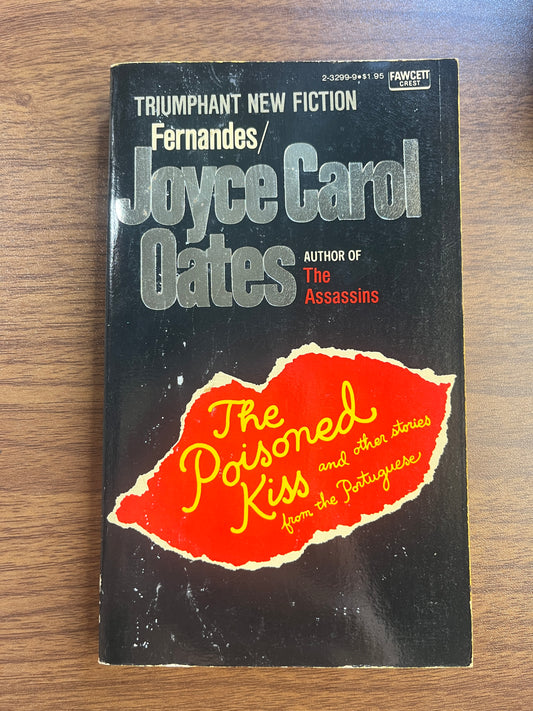 2-3299-9•$1.95
FAWCETT
CREST
TRIUMPHANT NEW FICTION
Fernandes/
Joyce Carol
Oates
AUTHOR OF
The
Assassins
The
Poisoned
Kiss
and other stories
from the Portuguese